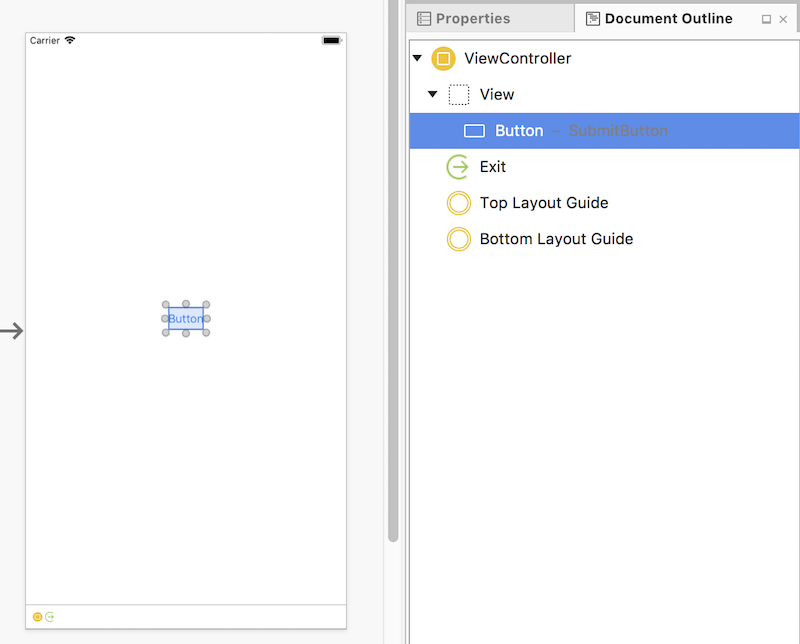 Carrier
Button
Properties
Document Outline
ViewController
View
Button – SubmitButton
Exit
Top Layout Guide
Bottom Layout Guide